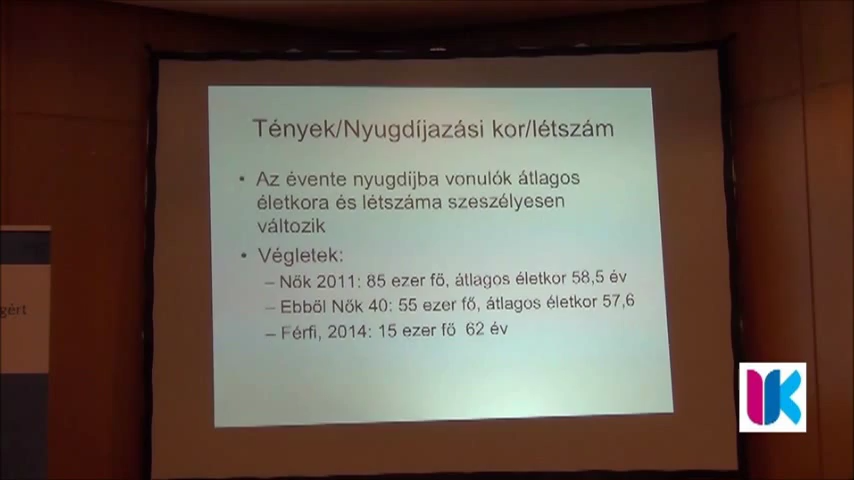 Tények/Nyugdíjazási kor/létszám
• Az évente nyugdíjba vonulók átlagos
életkora és létszáma szeszélyesen
változik
• Végletek:
– Nők 2011: 85 ezer fő, átlagos életkor 58,5 év
– Ebből Nők 40: 55 ezer fő, átlagos életkor 57,6
– Férfi, 2014: 15 ezer fő 62 év
gért